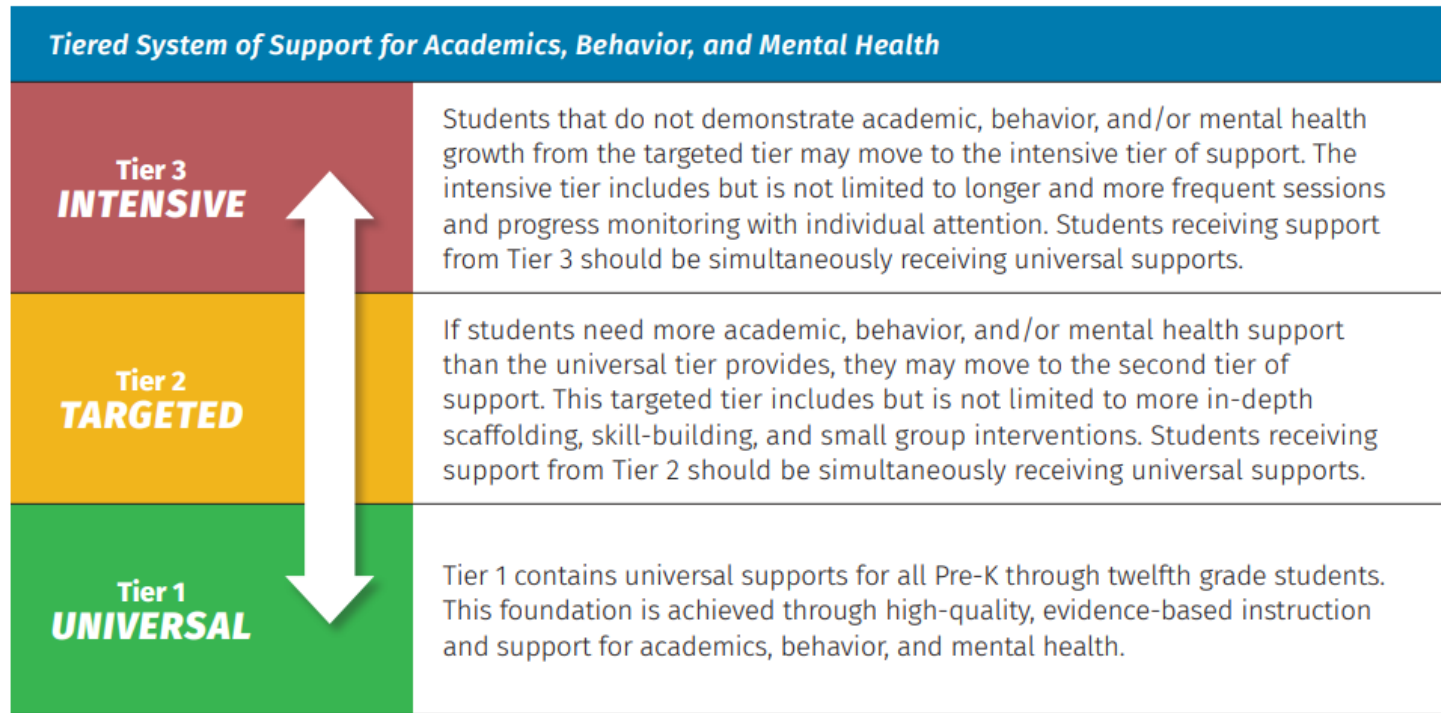 Tiered System of Support for Academics, Behavior, and Mental Health
Tier 3
INTENSIVE
Students that do not demonstrate academic, behavior, and/or mental health
growth from the targeted tier may move to the intensive tier of support. The
intensive tier includes but is not limited to longer and more frequent sessions
and progress monitoring with individual attention. Students receiving support
from Tier 3 should be simultaneously receiving universal supports.
Tier 2
TARGETED
If students need more academic, behavior, and/or mental health support
than the universal tier provides, they may move to the second tier of
support. This targeted tier includes but is not limited to more in-depth
scaffolding, skill-building, and small group interventions. Students receiving
support from Tier 2 should be simultaneously receiving universal supports.
Tier 1
UNIVERSAL
Tier 1 contains universal supports for all Pre-K through twelfth grade students.
This foundation is achieved through high-quality, evidence-based instruction
and support for academics, behavior, and mental health.